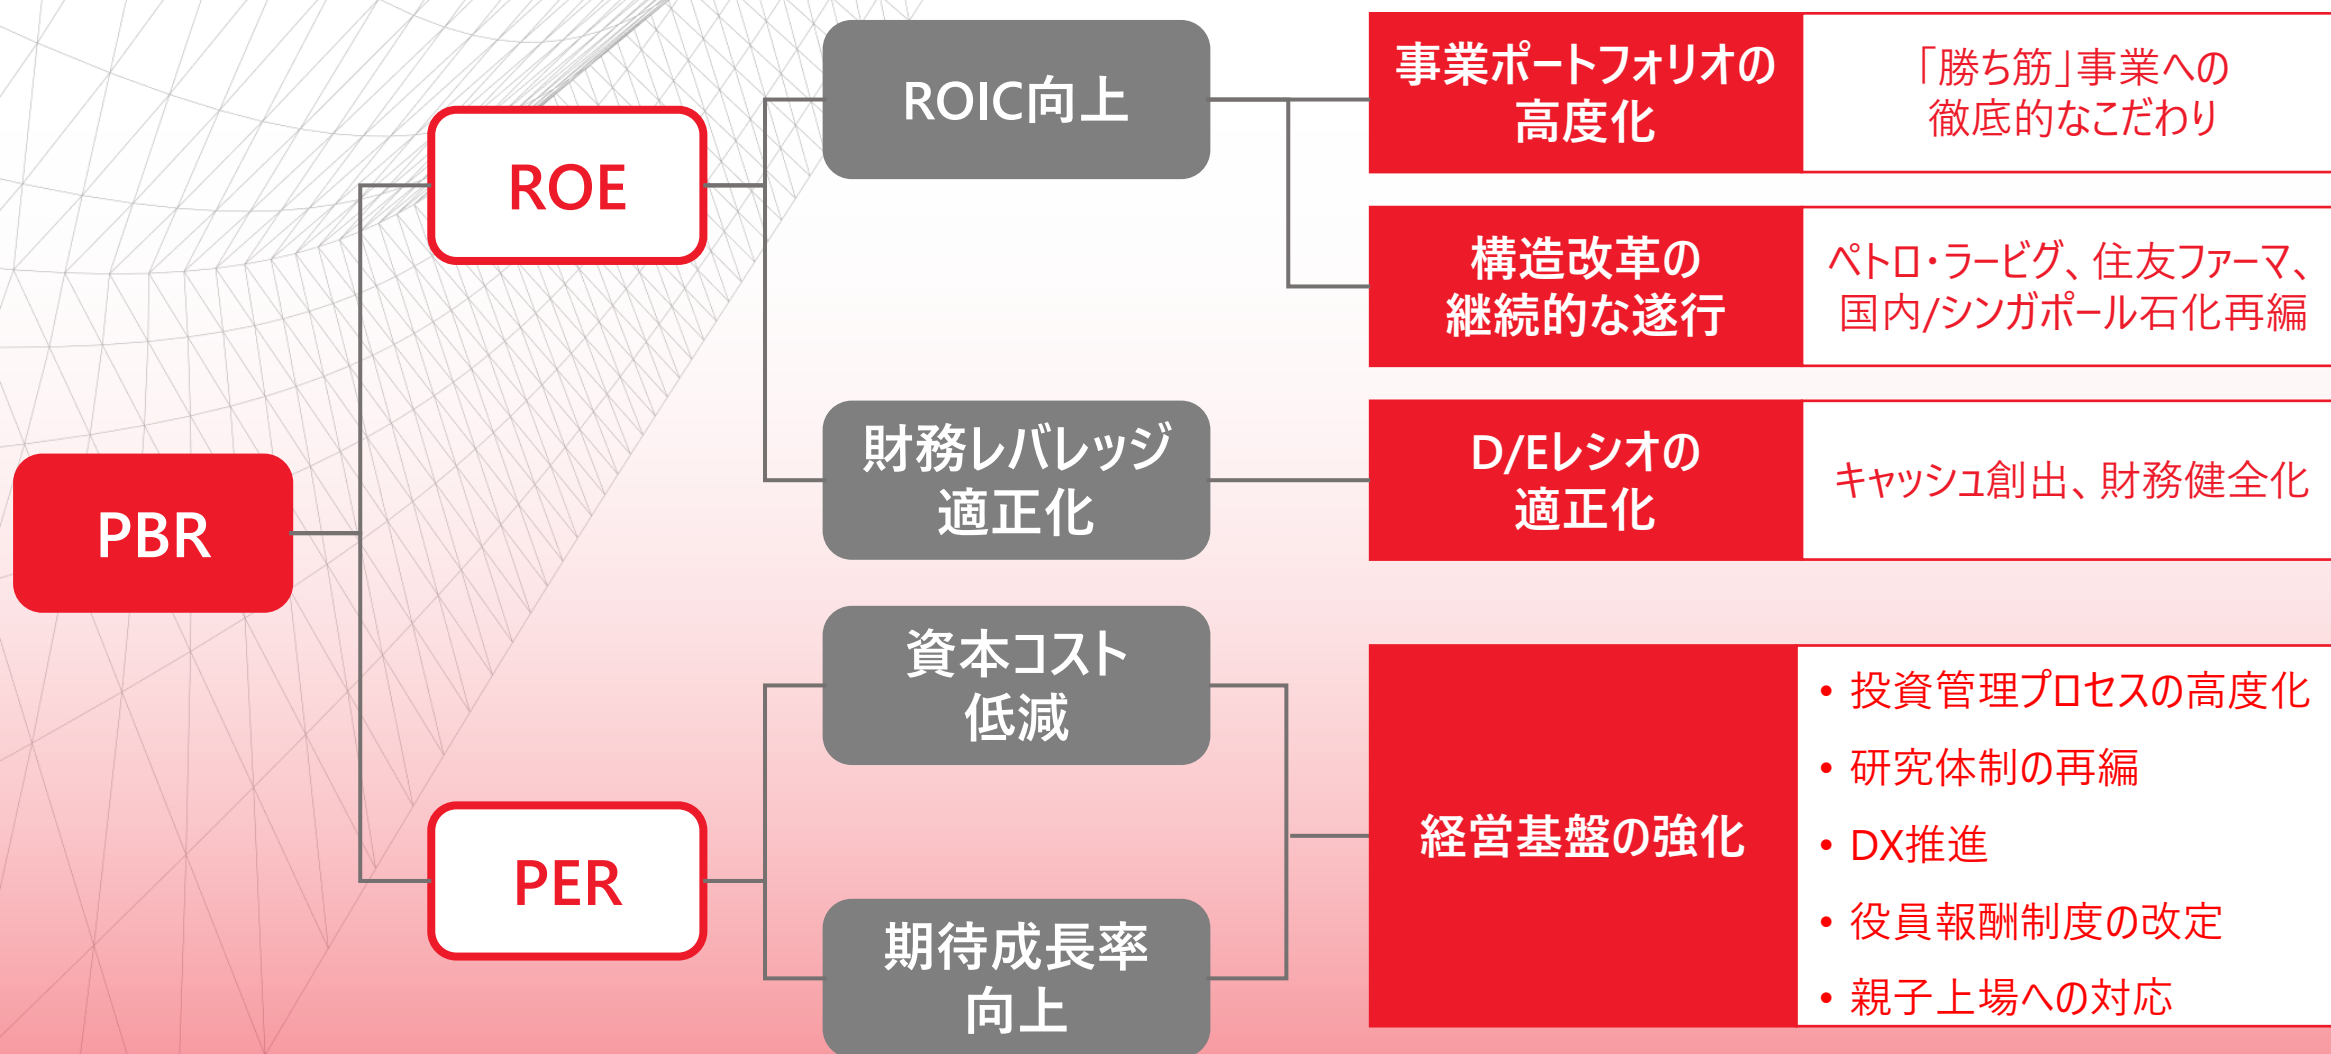 PBR
ROE
PER
ROIC向上
財務レバレッジ
適正化
資本コスト
低減
期待成長率
向上
事業ポートフォリオの
高度化
「勝ち筋」事業への
徹底的なこだわり
構造改革の
継続的な遂行
ペトロ・ラービグ、住友ファーマ、
国内/シンガポール石化再編
D/Eレシオの
適正化
キャッシュ創出、財務健全化
経営基盤の強化
• 投資管理プロセスの高度化
• 研究体制の再編
• DX推進
• 役員報酬制度の改定
• 親子上場への対応